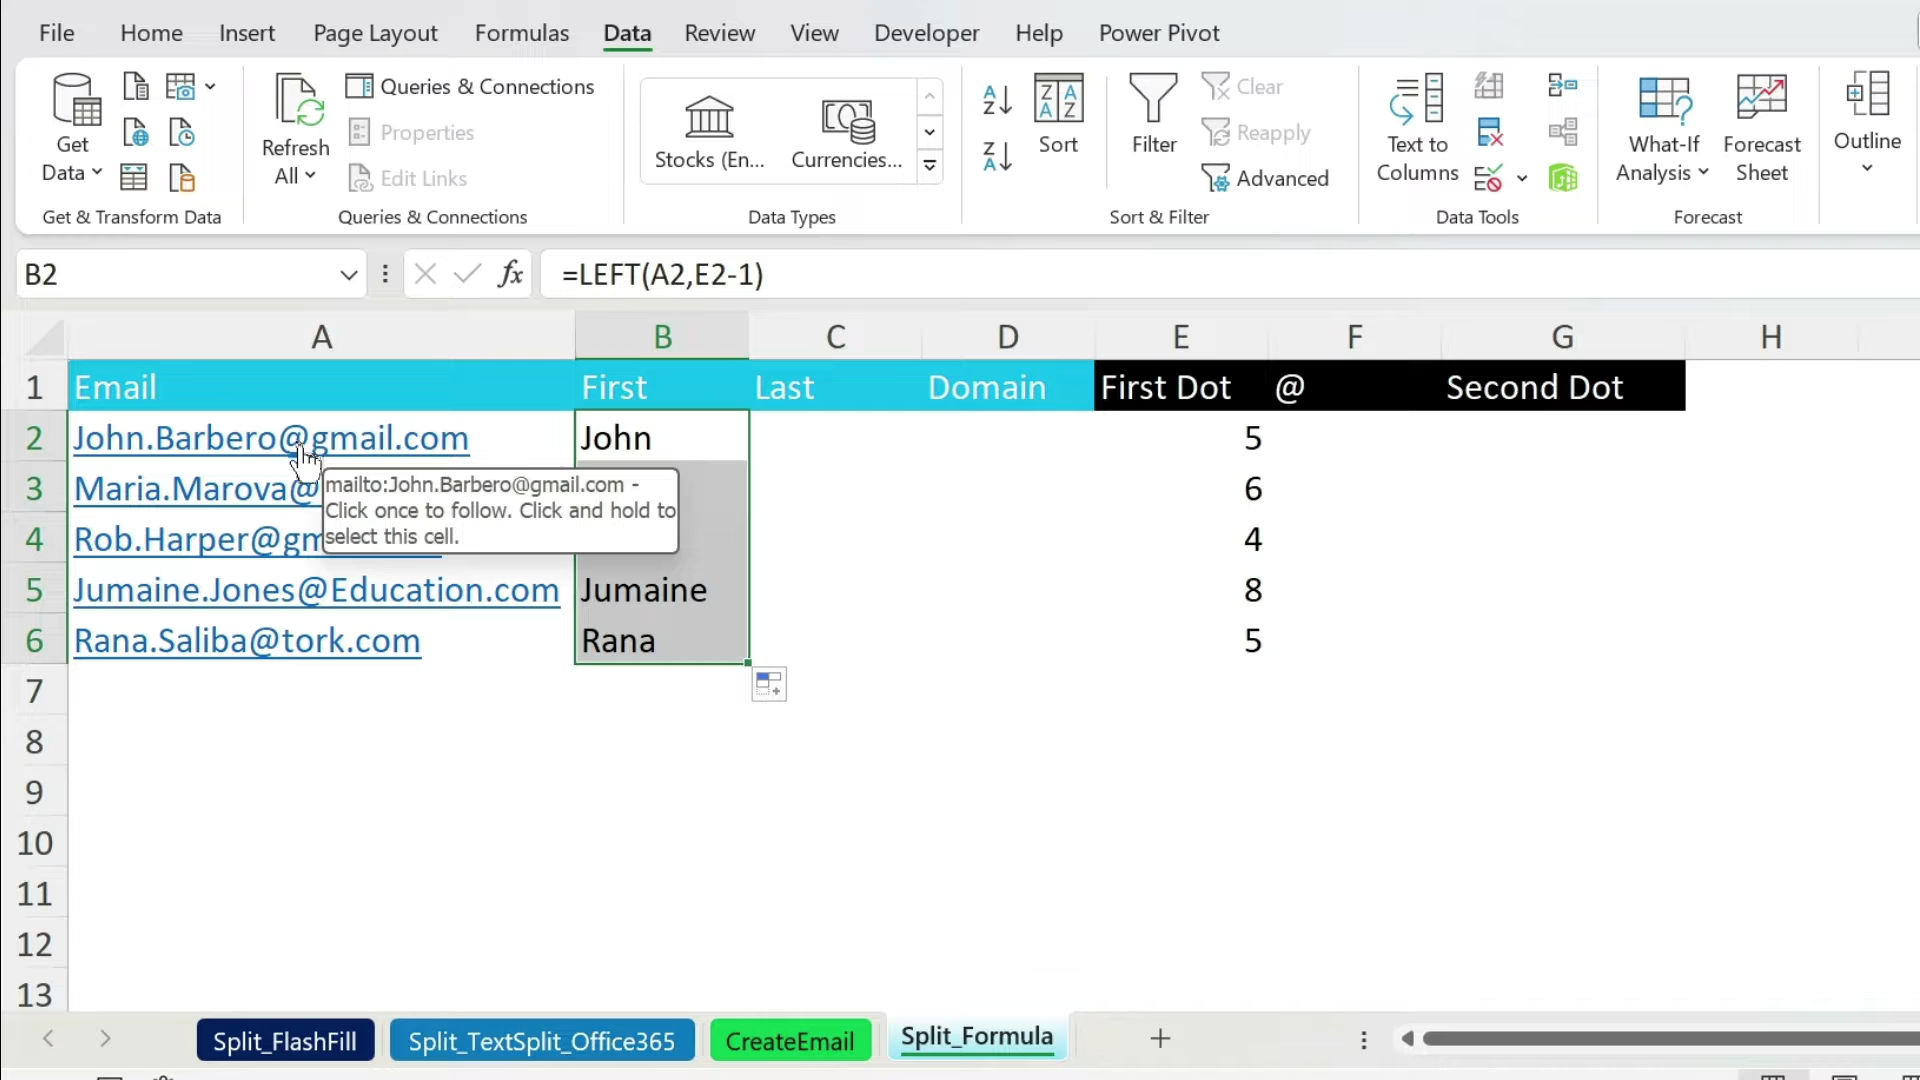 File Home Insert Page Layout Formulas Data Review View Developer Help Power Pivot
Get Data
Refresh All
Queries & Connections
Properties
Edit Links
Stocks (En...
Currencies...
Sort
Filter
Clear
Reapply
Advanced
Text to Columns
What-If Analysis
Forecast Sheet
Outline
Get & Transform Data Queries & Connections Data Types Sort & Filter Data Tools Forecast
B2 fx =LEFT(A2,E2-1)
A B C D E F G H
1 Email First Last Domain First Dot @ Second Dot
2 John.Barbero@gmail.com John 5
3 Maria.Marova@ 6
mailto:John.Barbero@gmail.com -
Click once to follow. Click and hold to
select this cell.
4 Rob.Harper@gm 4
5 Jumaine.Jones@Education.com Jumaine 8
6 Rana.Saliba@tork.com Rana 5
7
8
9
10
11
12
13
Split_FlashFill Split_TextSplit_Office365 CreateEmail Split_Formula